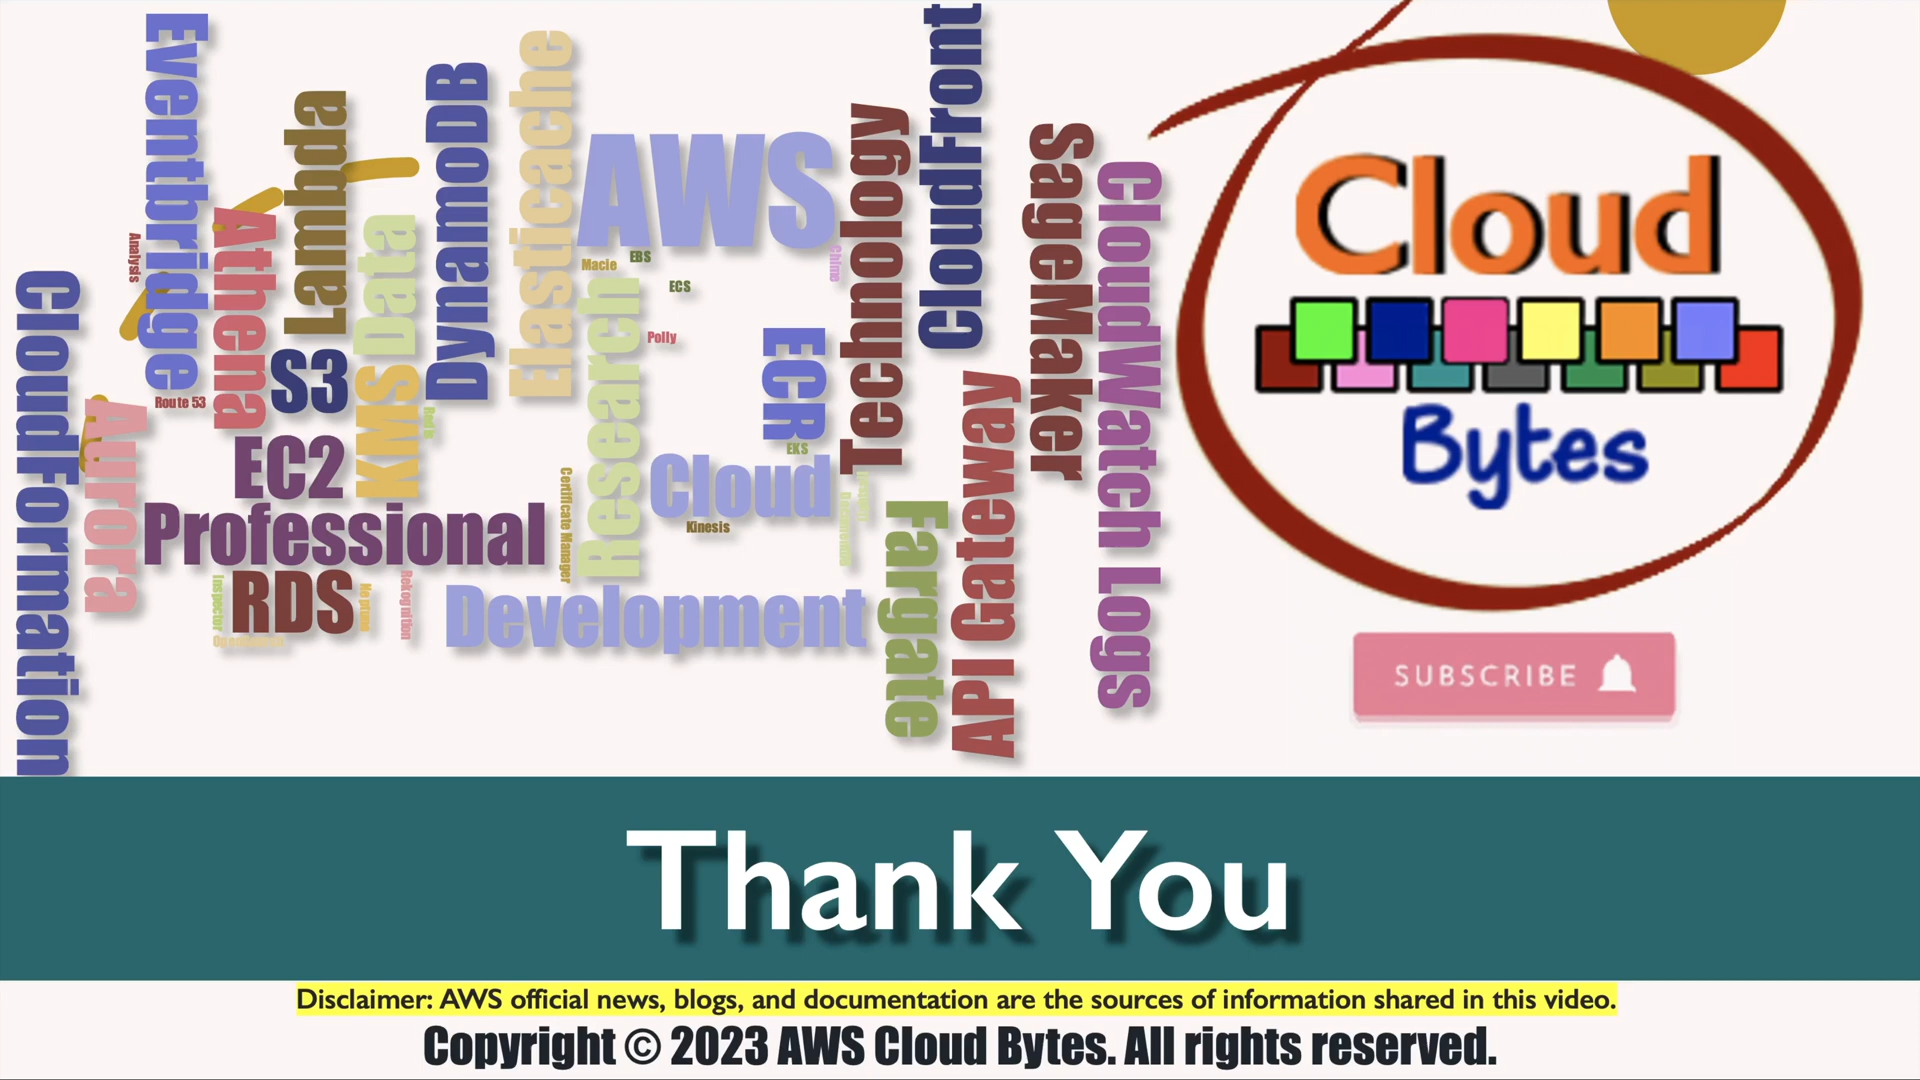 CloudFormation
Eventbridge
Analysis
Aurora
Route 53
Athena
Lambda
S3
EC2
KMS
Data
DynamoDB
Elasticache
Professional
RDS
Inspector
Rekognition
Certificate Manager
AWS
Macie
EBS
ECS
Polly
Research
ECR
EKS
Cloud
Kinesis
Development
Chime
Technology
CloudFront
Fargate
API Gateway
SageMaker
CloudWatch Logs
Cloud
Bytes
SUBSCRIBE
Thank You
Disclaimer: AWS official news, blogs, and documentation are the sources of information shared in this video.
Copyright © 2023 AWS Cloud Bytes. All rights reserved.